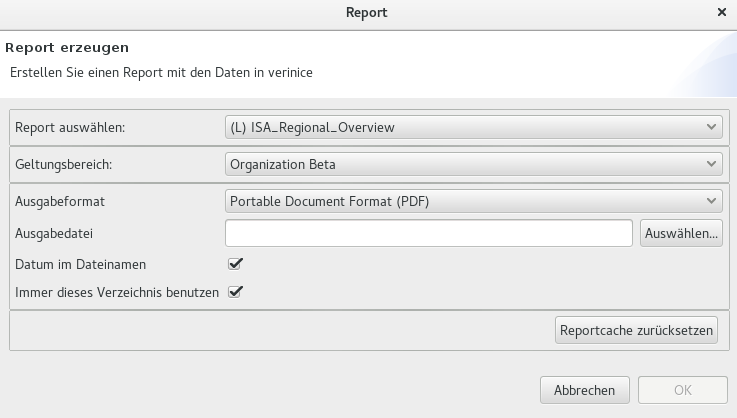 Report
Report erzeugen
Erstellen Sie einen Report mit den Daten in verinice
Report auswählen: (L) ISA_Regional_Overview
Geltungsbereich: Organization Beta
Ausgabeformat Portable Document Format (PDF)
Ausgabedatei Auswählen...
Datum im Dateinamen
Immer dieses Verzeichnis benutzen
Reportcache zurücksetzen
Abbrechen OK